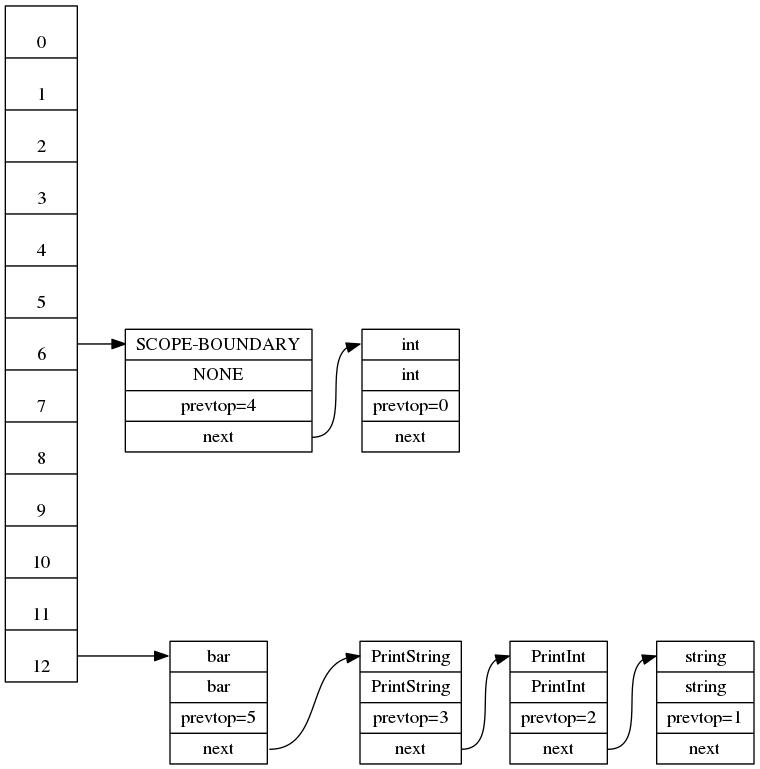 0
1
2
3
4
5
6
7
8
9
10
11
12
SCOPE-BOUNDARY
NONE
prevtop=4
next
int
int
prevtop=0
next
bar
bar
prevtop=5
next
PrintString
PrintString
prevtop=3
next
PrintInt
PrintInt
prevtop=2
next
string
string
prevtop=1
next